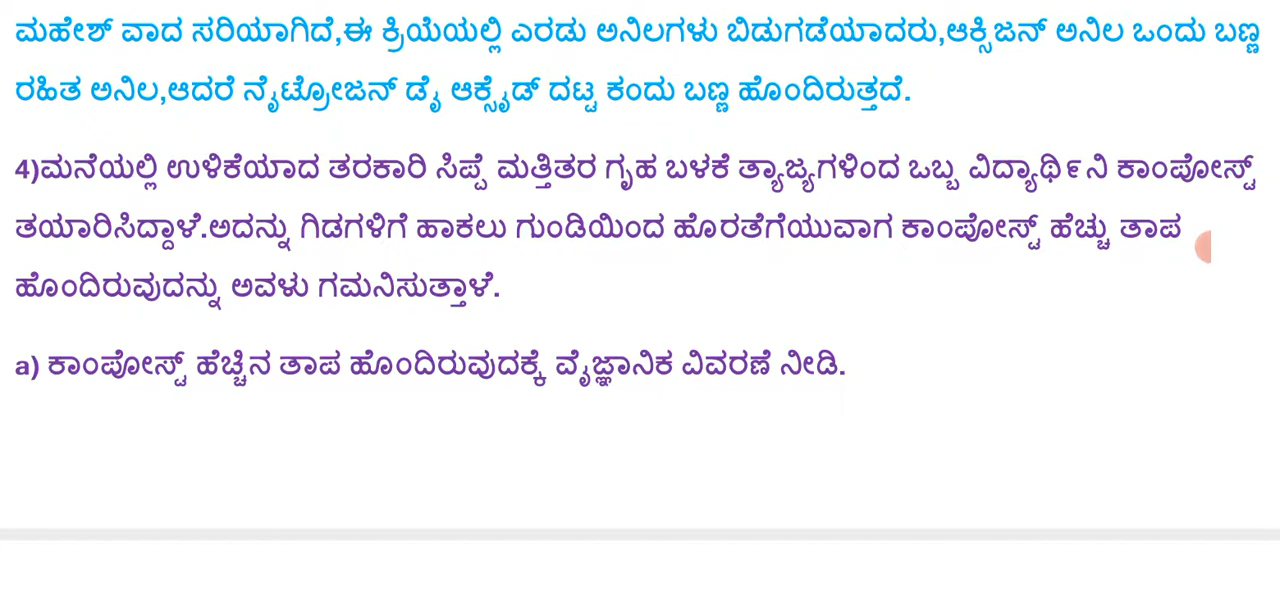 ಮಹೇಶ್ ವಾದ ಸರಿಯಾಗಿದೆ,ಈ ಕ್ರಿಯೆಯಲ್ಲಿ ಎರಡು ಅನಿಲಗಳು ಬಿಡುಗಡೆಯಾದರು,ಆಕ್ಸಿಜನ್ ಅನಿಲ ಒಂದು ಬಣ್ಣ
ರಹಿತ ಅನಿಲ,ಆದರೆ ನೈಟ್ರೋಜನ್ ಡೈ ಆಕ್ಸೈಡ್ ದಟ್ಟ ಕಂದು ಬಣ್ಣ ಹೊಂದಿರುತ್ತದೆ.
4)ಮನೆಯಲ್ಲಿ ಉಳಿಕೆಯಾದ ತರಕಾರಿ ಸಿಪ್ಪೆ ಮತ್ತಿತರ ಗೃಹ ಬಳಕೆ ತ್ಯಾಜ್ಯಗಳಿಂದ ಒಬ್ಬ ವಿದ್ಯಾಥಿ೯ನಿ ಕಾಂಪೋಸ್ಟ್
ತಯಾರಿಸಿದ್ದಾಳೆ.ಅದನ್ನು ಗಿಡಗಳಿಗೆ ಹಾಕಲು ಗುಂಡಿಯಿಂದ ಹೊರತೆಗೆಯುವಾಗ ಕಾಂಪೋಸ್ಟ್ ಹೆಚ್ಚು ತಾಪ
ಹೊಂದಿರುವುದನ್ನು ಅವಳು ಗಮನಿಸುತ್ತಾಳೆ.
a) ಕಾಂಪೋಸ್ಟ್ ಹೆಚ್ಚಿನ ತಾಪ ಹೊಂದಿರುವುದಕ್ಕೆ ವೈಜ್ಞಾನಿಕ ವಿವರಣೆ ನೀಡಿ.